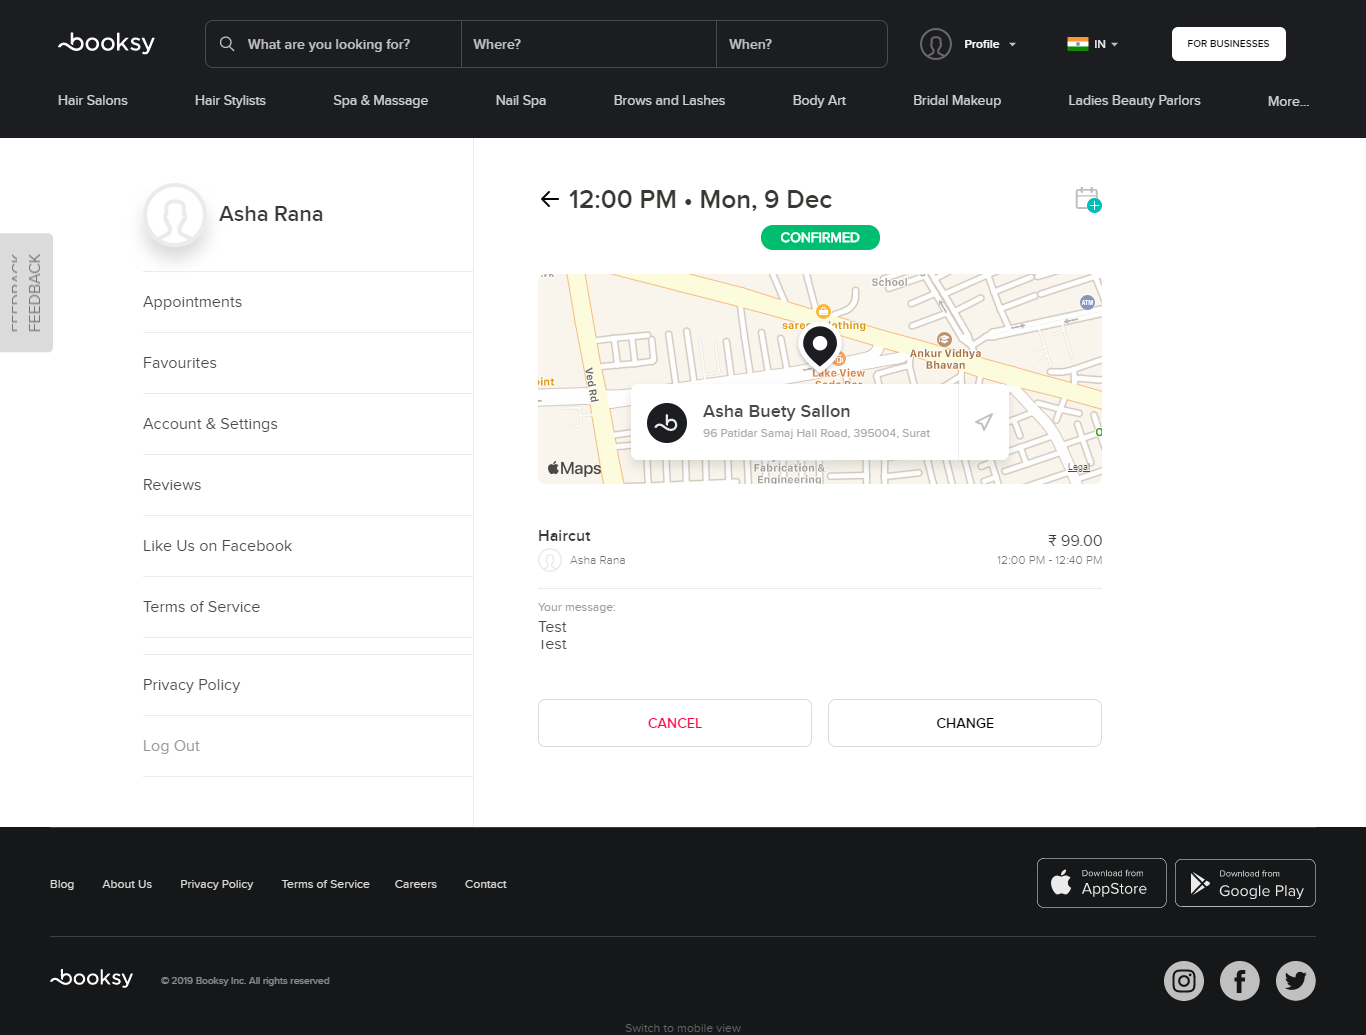 booksy
What are you looking for?
Where?
When?
Profile
IN
FOR BUSINESSES
Hair Salons
Hair Stylists
Spa & Massage
Nail Spa
Brows and Lashes
Body Art
Bridal Makeup
Ladies Beauty Parlors
More...
FEEDBACK
FEEDBACK
Asha Rana
Appointments
Favourites
Account & Settings
Reviews
Like Us on Facebook
Terms of Service
Privacy Policy
Log Out
12:00 PM • Mon, 9 Dec
CONFIRMED
School
ATM
Ankur Vidhya
Bhavan
Lake View
Ved Rd
oint
Asha Buety Sallon
96 Patidar Samaj Hall Road, 395004, Surat
Maps
Fabrication &
Engineering
Legal
Haircut
₹ 99.00
Asha Rana
12:00 PM - 12:40 PM
Your message:
Test
Test
CANCEL
CHANGE
Blog
About Us
Privacy Policy
Terms of Service
Careers
Contact
Download from
AppStore
Download from
Google Play
booksy
© 2019 Booksy Inc. All rights reserved
Switch to mobile view